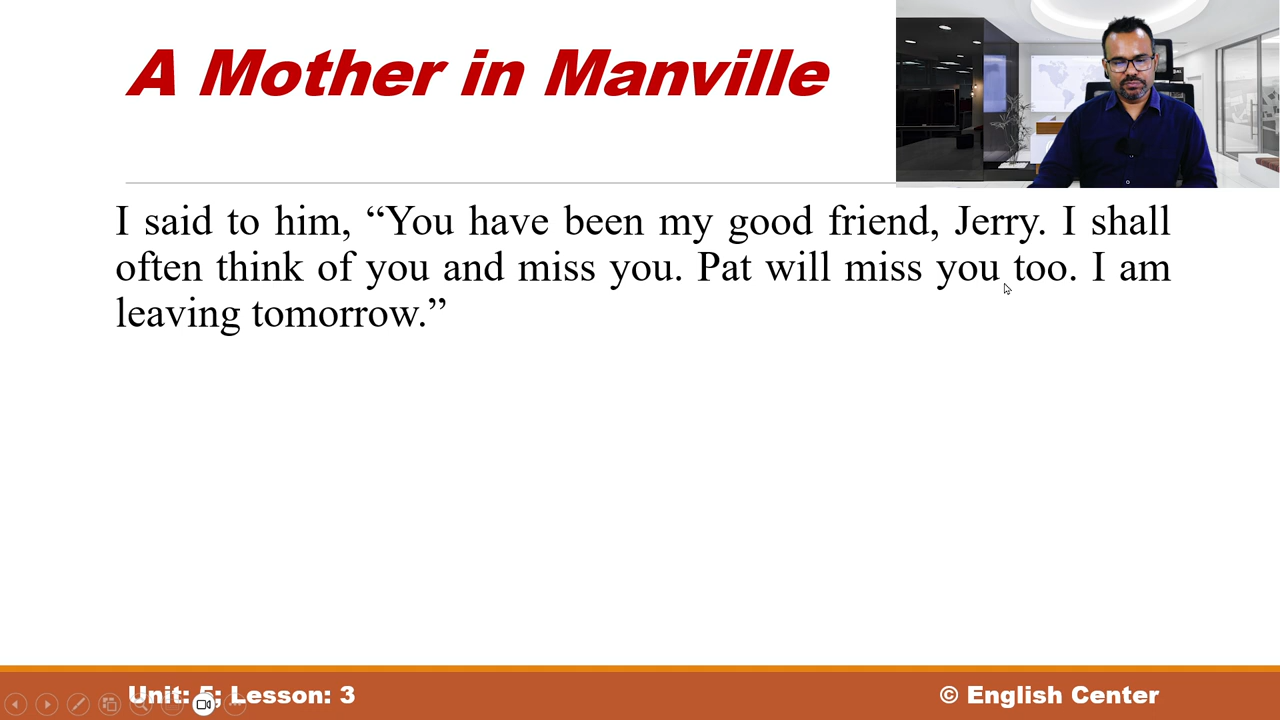 A Mother in Manville
I said to him, “You have been my good friend, Jerry. I shall
often think of you and miss you. Pat will miss you too. I am
leaving tomorrow.”
Unit: 5; Lesson: 3
© English Center